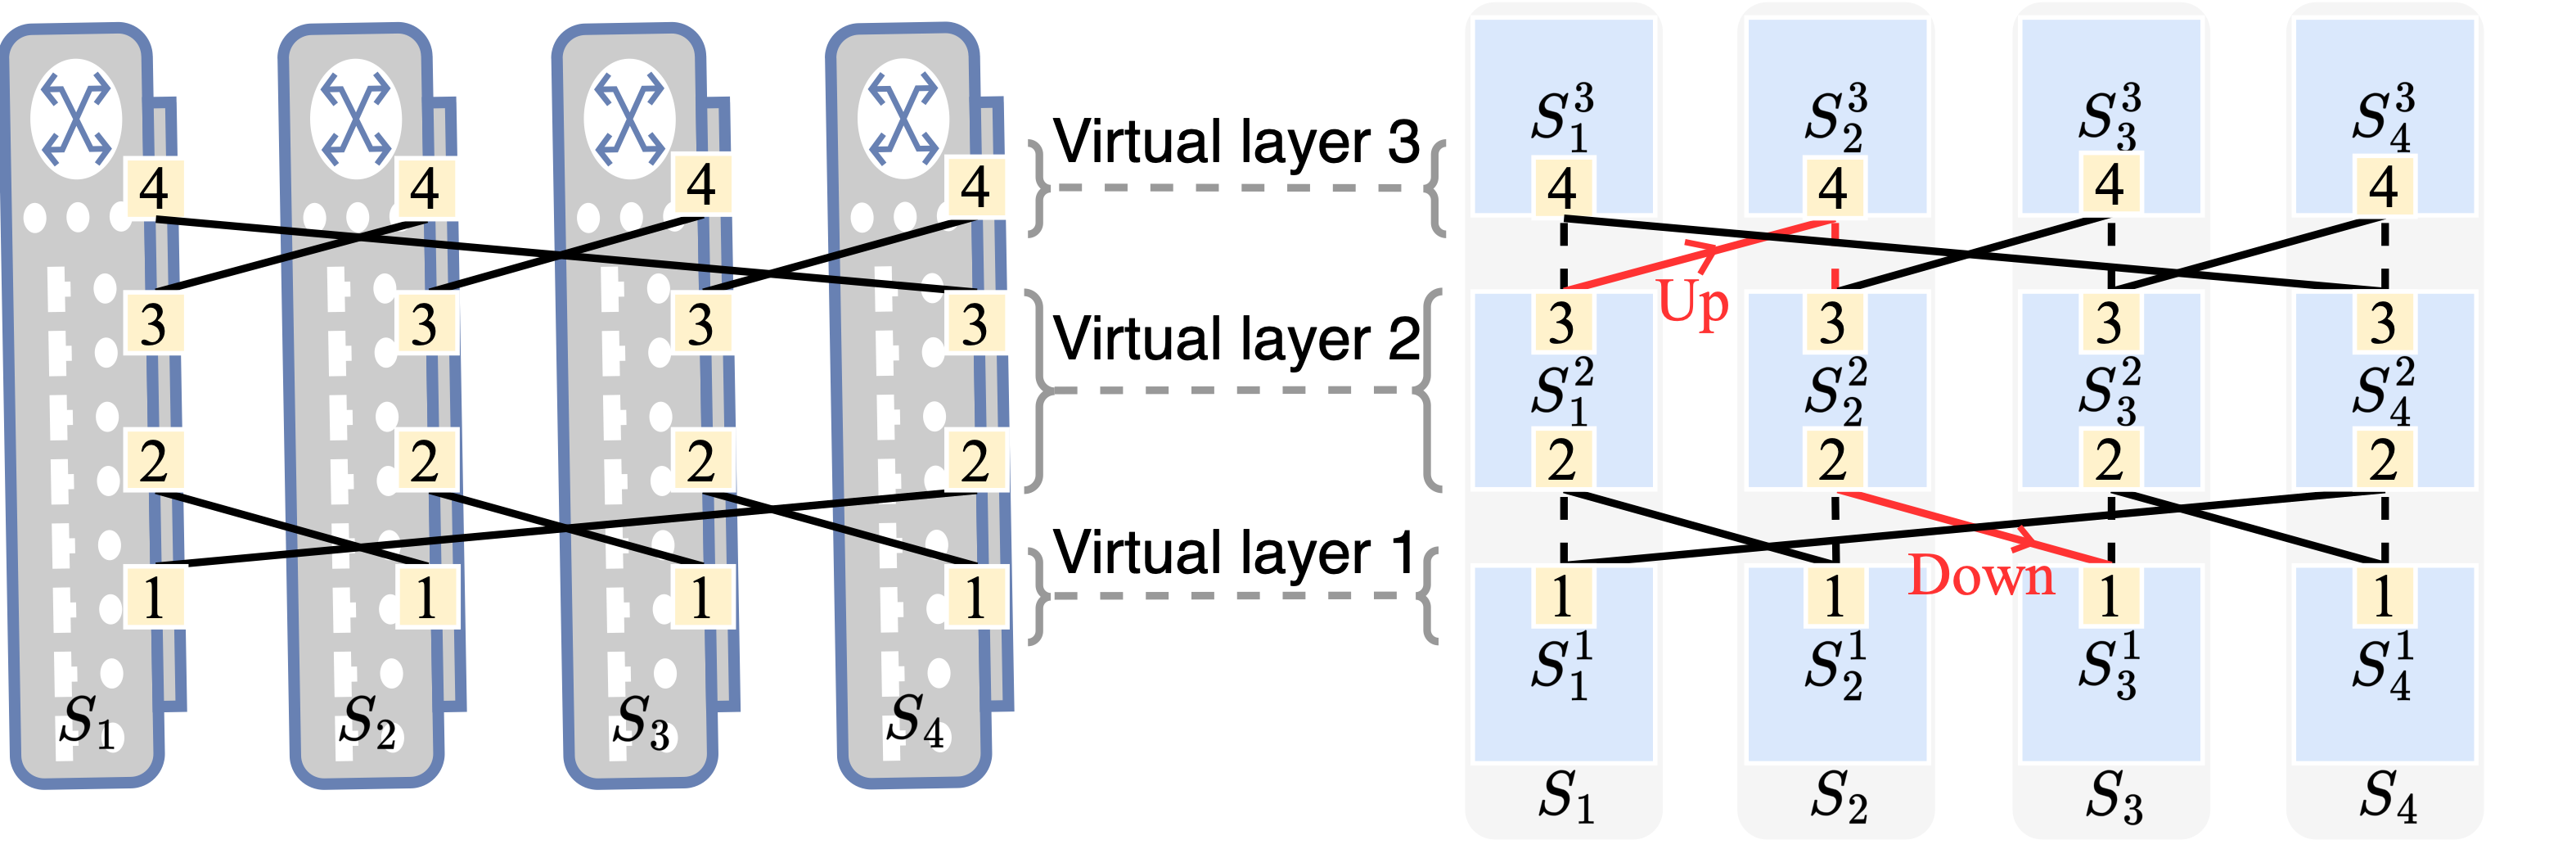 4 4 4 4
3 3 3 3
2 2 2 2
1 1 1 1
S₁ S₂ S₃ S₄
Virtual layer 3
Virtual layer 2
Virtual layer 1
S₁³ S₂³ S₃³ S₄³
4 4 4 4
Up
3 3 3 3
S₁² S₂² S₃² S₄²
2 2 2 2
Down
1 1 1 1
S₁¹ S₂¹ S₃¹ S₄¹
S₁ S₂ S₃ S₄